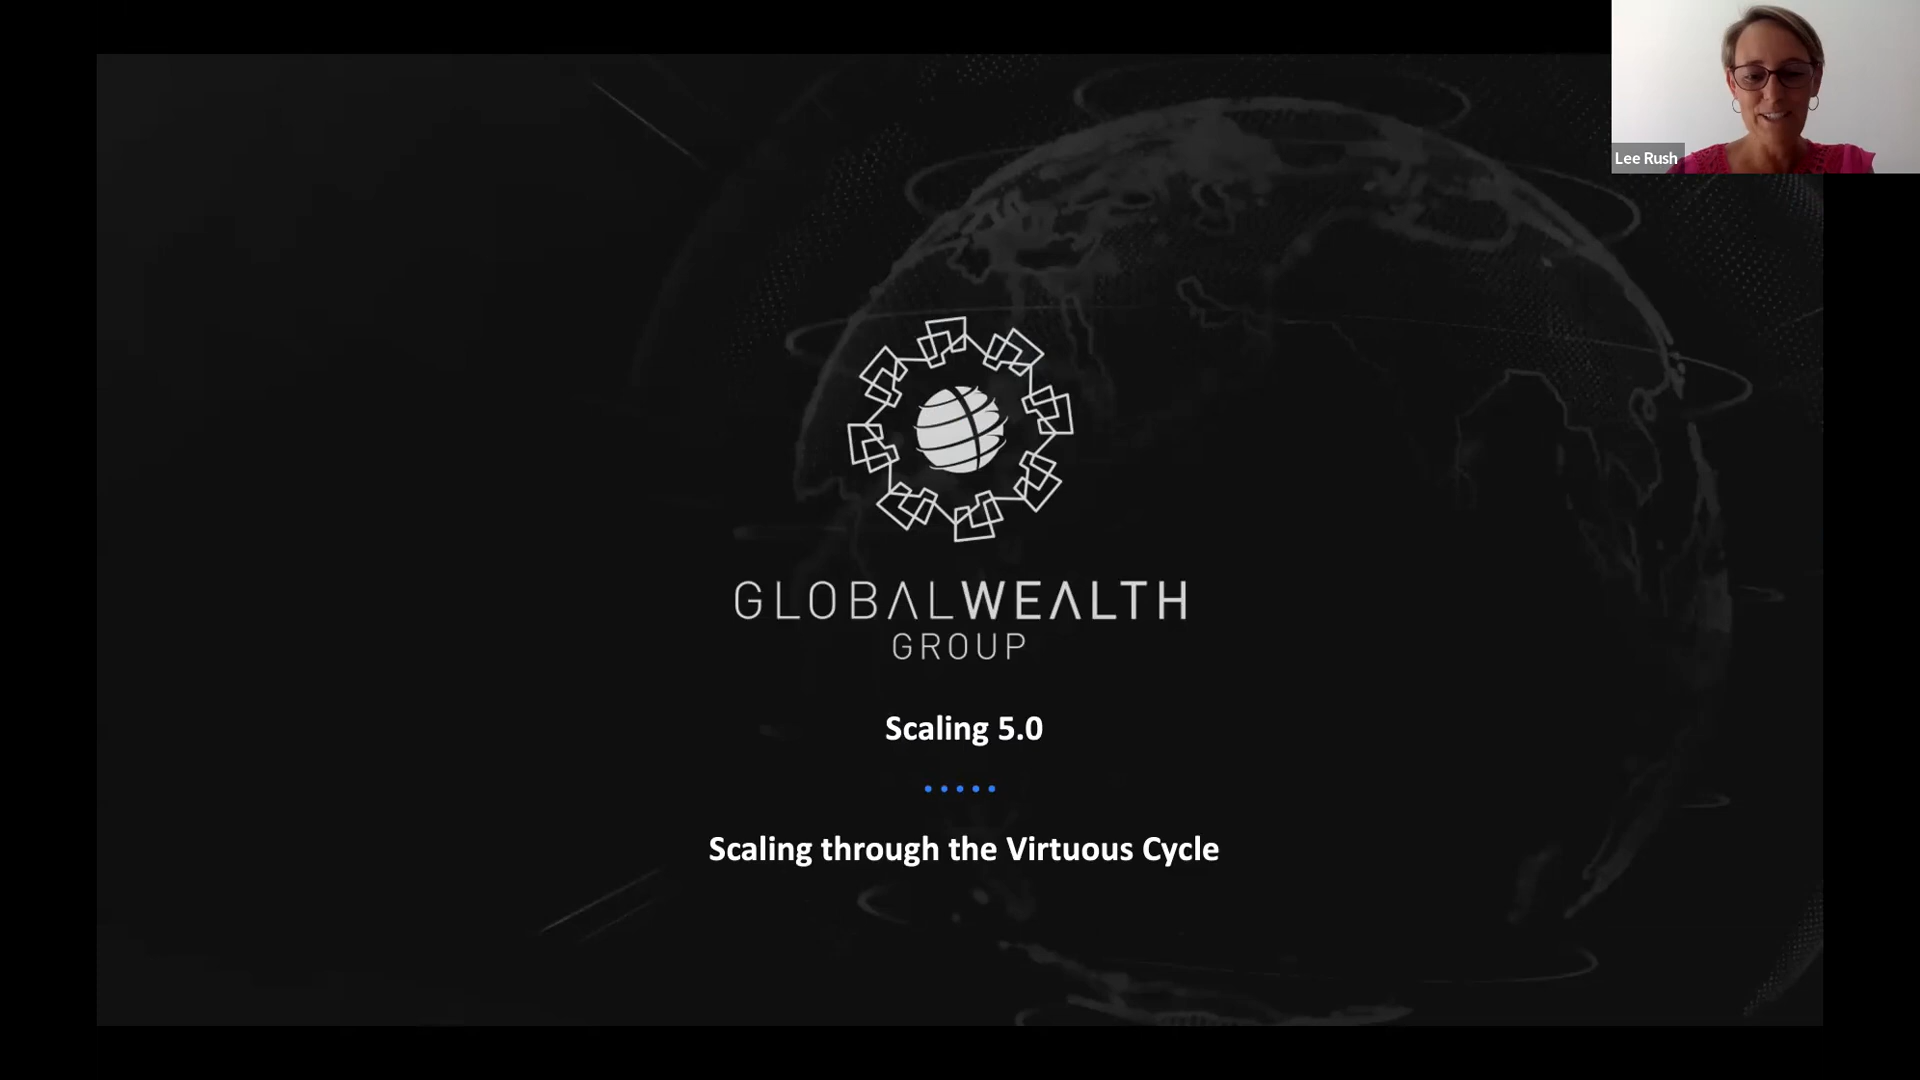 Lee Rush
GLOBALWEALTH
GROUP
Scaling 5.0
Scaling through the Virtuous Cycle